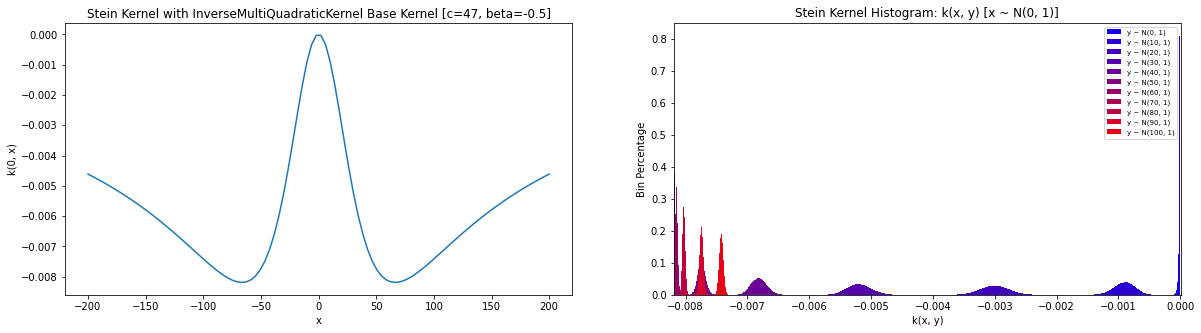 Stein Kernel with InverseMultiQuadraticKernel Base Kernel [c=47, beta=-0.5]
0.000
−0.001
−0.002
−0.003
−0.004
−0.005
−0.006
−0.007
−0.008
k(0, x)
−200 −150 −100 −50 0 50 100 150 200
x
Stein Kernel Histogram: k(x, y) [x ~ N(0, 1)]
0.8
0.7
0.6
0.5
0.4
0.3
0.2
0.1
0.0
Bin Percentage
y ~ N(0, 1)
y ~ N(10, 1)
y ~ N(20, 1)
y ~ N(30, 1)
y ~ N(40, 1)
y ~ N(50, 1)
y ~ N(60, 1)
y ~ N(70, 1)
y ~ N(80, 1)
y ~ N(90, 1)
y ~ N(100, 1)
−0.008 −0.007 −0.006 −0.005 −0.004 −0.003 −0.002 −0.001 0.000
k(x, y)